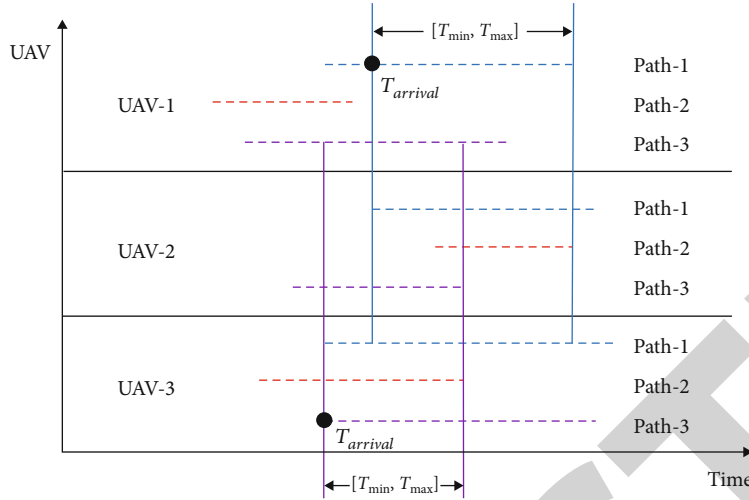 [T_min, T_max]
UAV
Path-1
T_arrival
UAV-1
Path-2
Path-3
Path-1
UAV-2
Path-2
Path-3
Path-1
UAV-3
Path-2
Path-3
T_arrival
Time
[T_min, T_max]